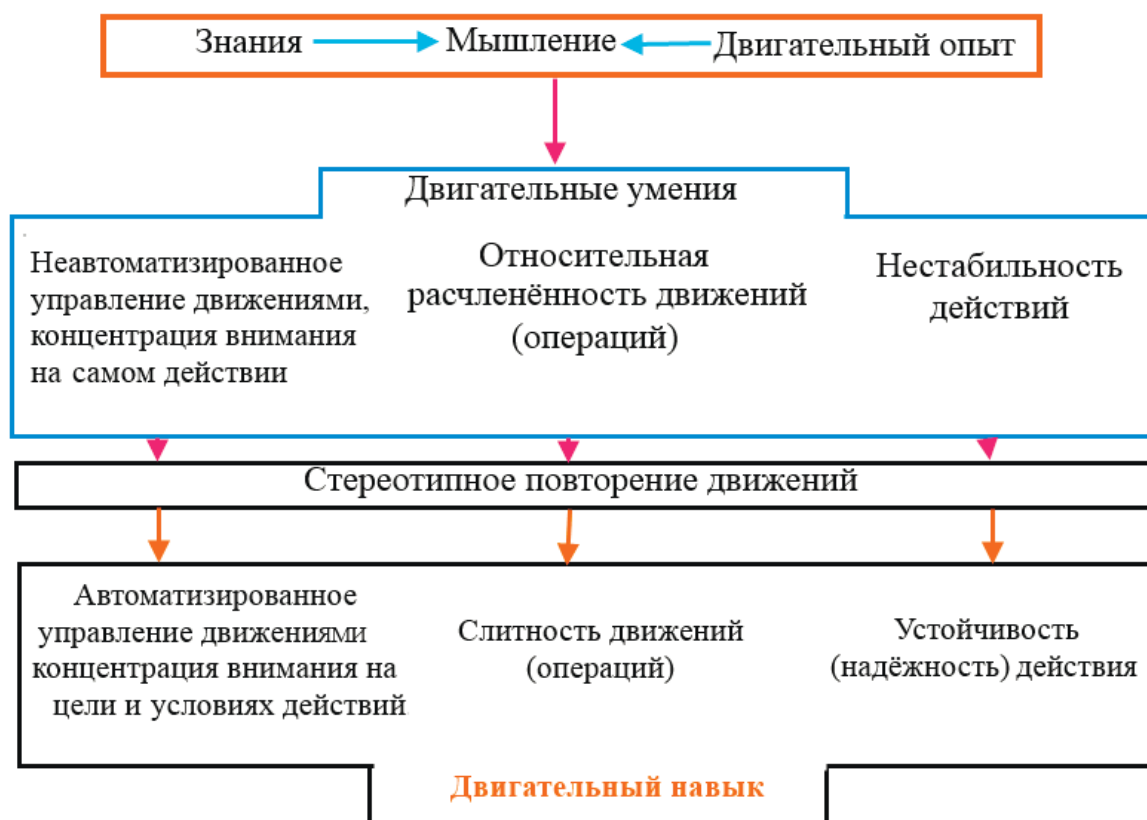 Знания Мышление Двигательный опыт
Двигательные умения
Неавтоматизированное
управление движениями,
концентрация внимания
на самом действии
Относительная
расчленённость движений
(операций)
Нестабильность
действий
Стереотипное повторение движений
Автоматизированное
управление движениями
концентрация внимания на
цели и условиях действий
Слитность движений
(операций)
Устойчивость
(надёжность) действия
Двигательный навык